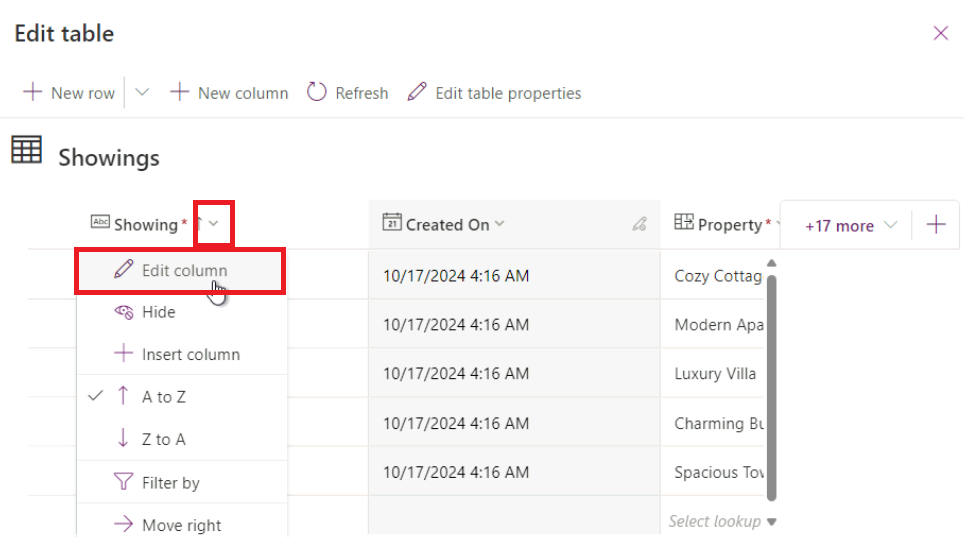 Edit table
New row New column Refresh Edit table properties
Showings
Abc Showing * 21 Created On Property * +17 more
Edit column 10/17/2024 4:16 AM Cozy Cottag
Hide
10/17/2024 4:16 AM Modern Apa
Insert column
10/17/2024 4:16 AM Luxury Villa
A to Z
10/17/2024 4:16 AM Charming Bu
Z to A
10/17/2024 4:16 AM Spacious Tov
Filter by
Move right Select lookup